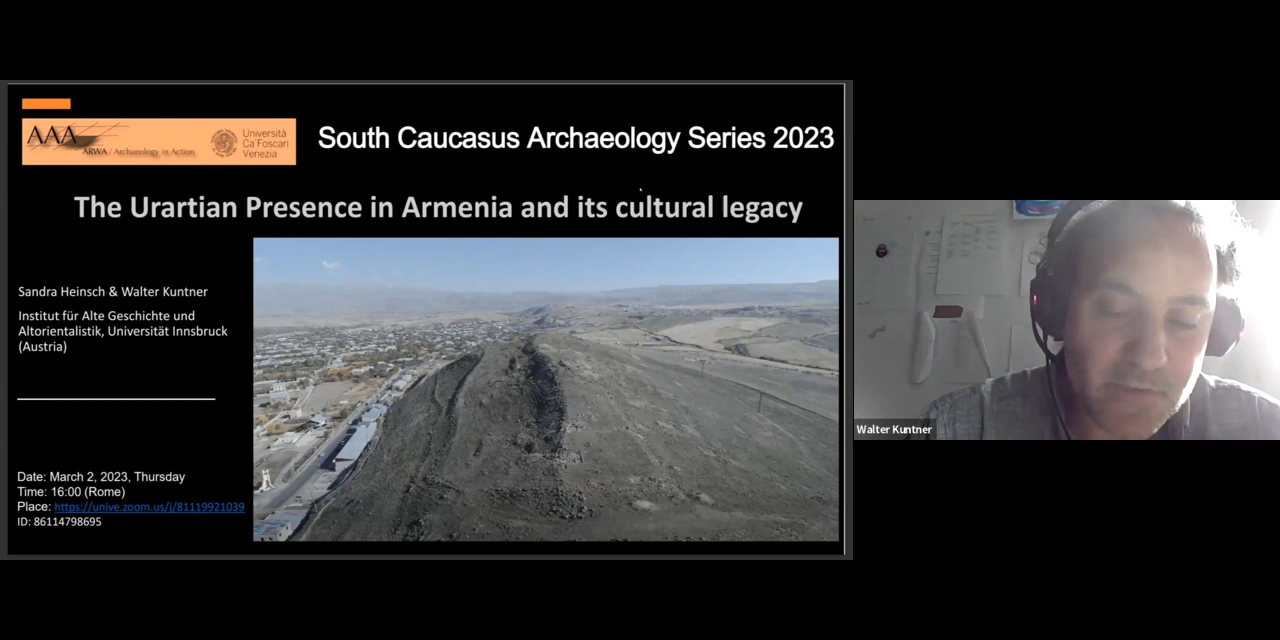 AAA
ARWA / Archaeology in Action
Università
Ca'Foscari
Venezia
South Caucasus Archaeology Series 2023
The Urartian Presence in Armenia and its cultural legacy
Sandra Heinsch & Walter Kuntner
Institut für Alte Geschichte und
Altorientalistik, Universität Innsbruck
(Austria)
Date: March 2, 2023, Thursday
Time: 16:00 (Rome)
Place: https://unive.zoom.us/j/81119921039
ID: 86114798695
Walter Kuntner